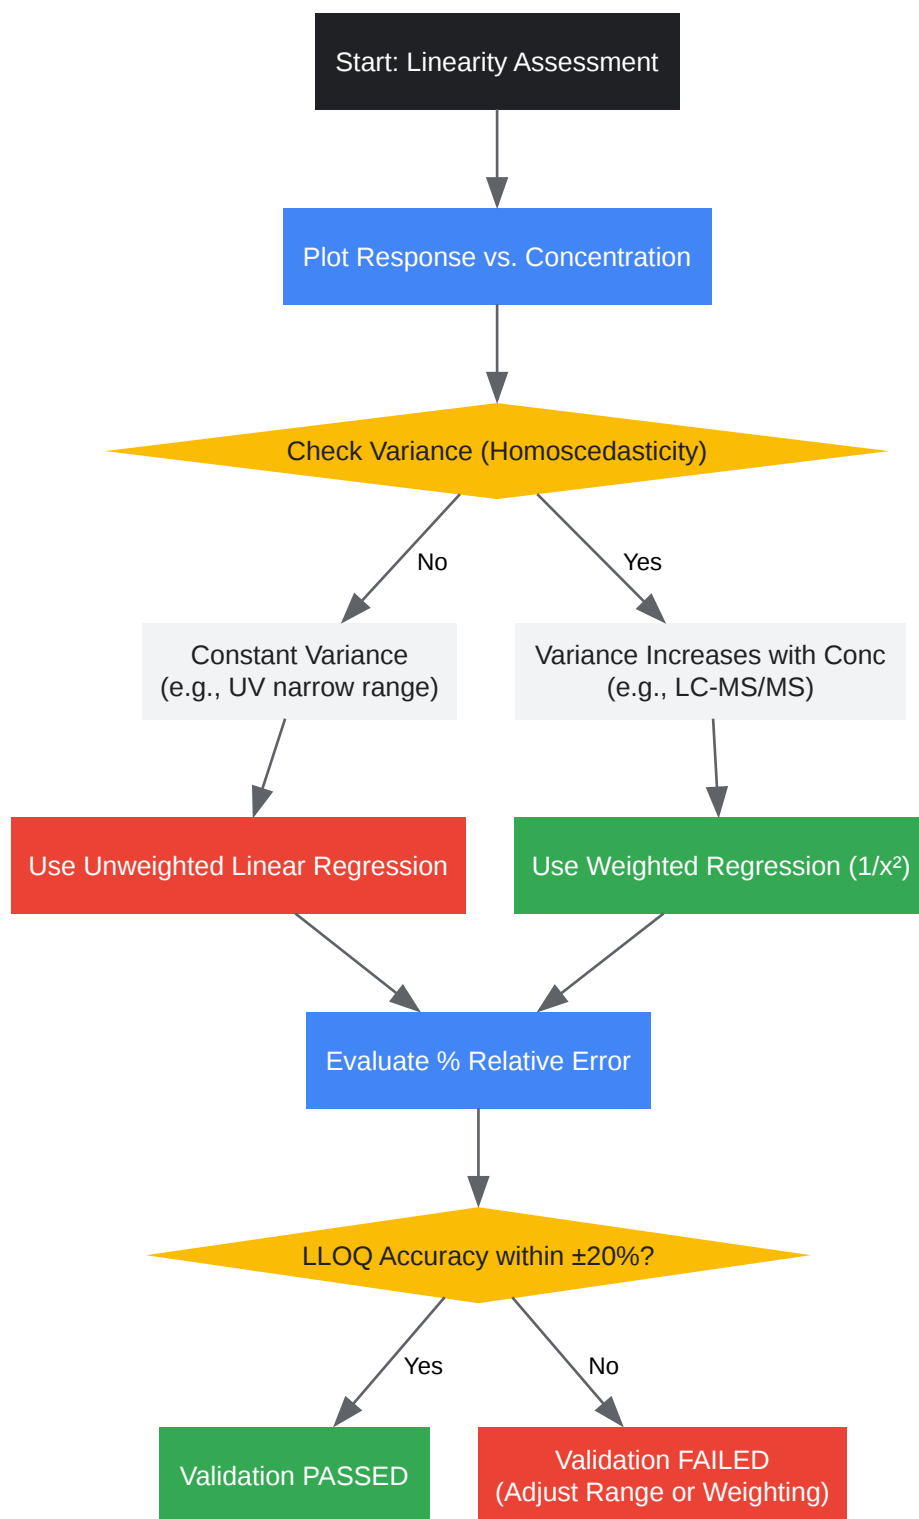 Start: Linearity Assessment
Plot Response vs. Concentration
Check Variance (Homoscedasticity)
No
Yes
Constant Variance
(e.g., UV narrow range)
Variance Increases with Conc
(e.g., LC-MS/MS)
Use Unweighted Linear Regression
Use Weighted Regression (1/x²)
Evaluate % Relative Error
LLOQ Accuracy within ±20%?
Yes
No
Validation PASSED
Validation FAILED
(Adjust Range or Weighting)